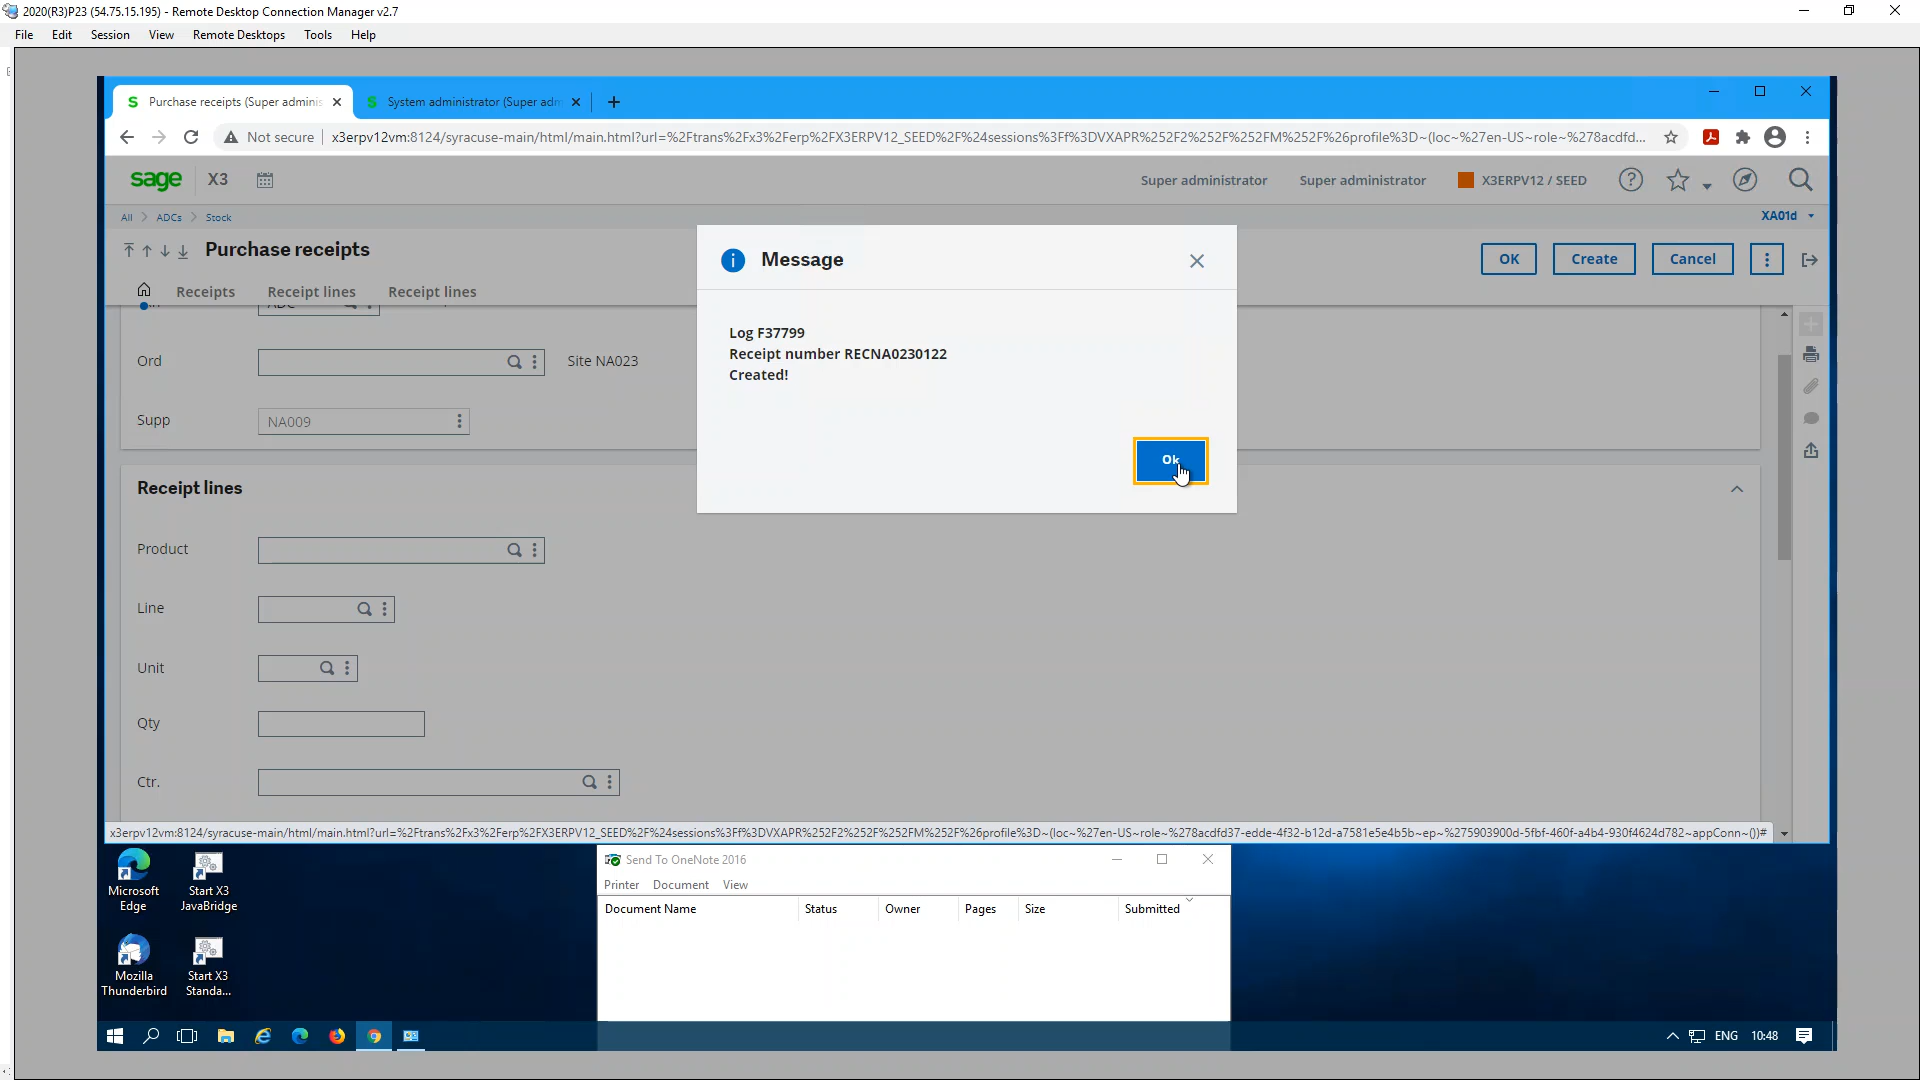 2020(R3)P23 (54.75.15.195) - Remote Desktop Connection Manager v2.7
File Edit Session View Remote Desktops Tools Help
Purchase receipts (Super adminis
System administrator (Super adm
Not secure
x3erpv12vm:8124/syracuse-main/html/main.html?url=%2Ftrans%2Fx3%2Ferp%2FX3ERPV12_SEED%2F%24sessions%3Ff%3DVXAPR%252F2%252F%252FM%252F%26profile%3D~(loc~%27en-US~role~%278acdfd...
sage X3
Super administrator
Super administrator
X3ERPV12 / SEED
All ADCs Stock
XA01d
Purchase receipts
OK Create Cancel
Receipts Receipt lines Receipt lines
Message
Log F37799
Receipt number RECNA0230122
Created!
Ok
Ord
Site NA023
Supp
NA009
Receipt lines
Product
Line
Unit
Qty
Ctr.
x3erpv12vm:8124/syracuse-main/html/main.html?url=%2Ftrans%2Fx3%2Ferp%2FX3ERPV12_SEED%2F%24sessions%3Ff%3DVXAPR%252F2%252F%252FM%252F%26profile%3D~(loc~%27en-US~role~%278acdfd37-edde-4f32-b12d-a7581e5e4b5b~ep~%275903900d-5fbf-460f-a4b4-930f4624d782~appConn~())#
Microsoft
Edge
Start X3
JavaBridge
Mozilla
Thunderbird
Start X3
Standa...
Send To OneNote 2016
Printer Document View
Document Name Status Owner Pages Size Submitted
ENG 10:48